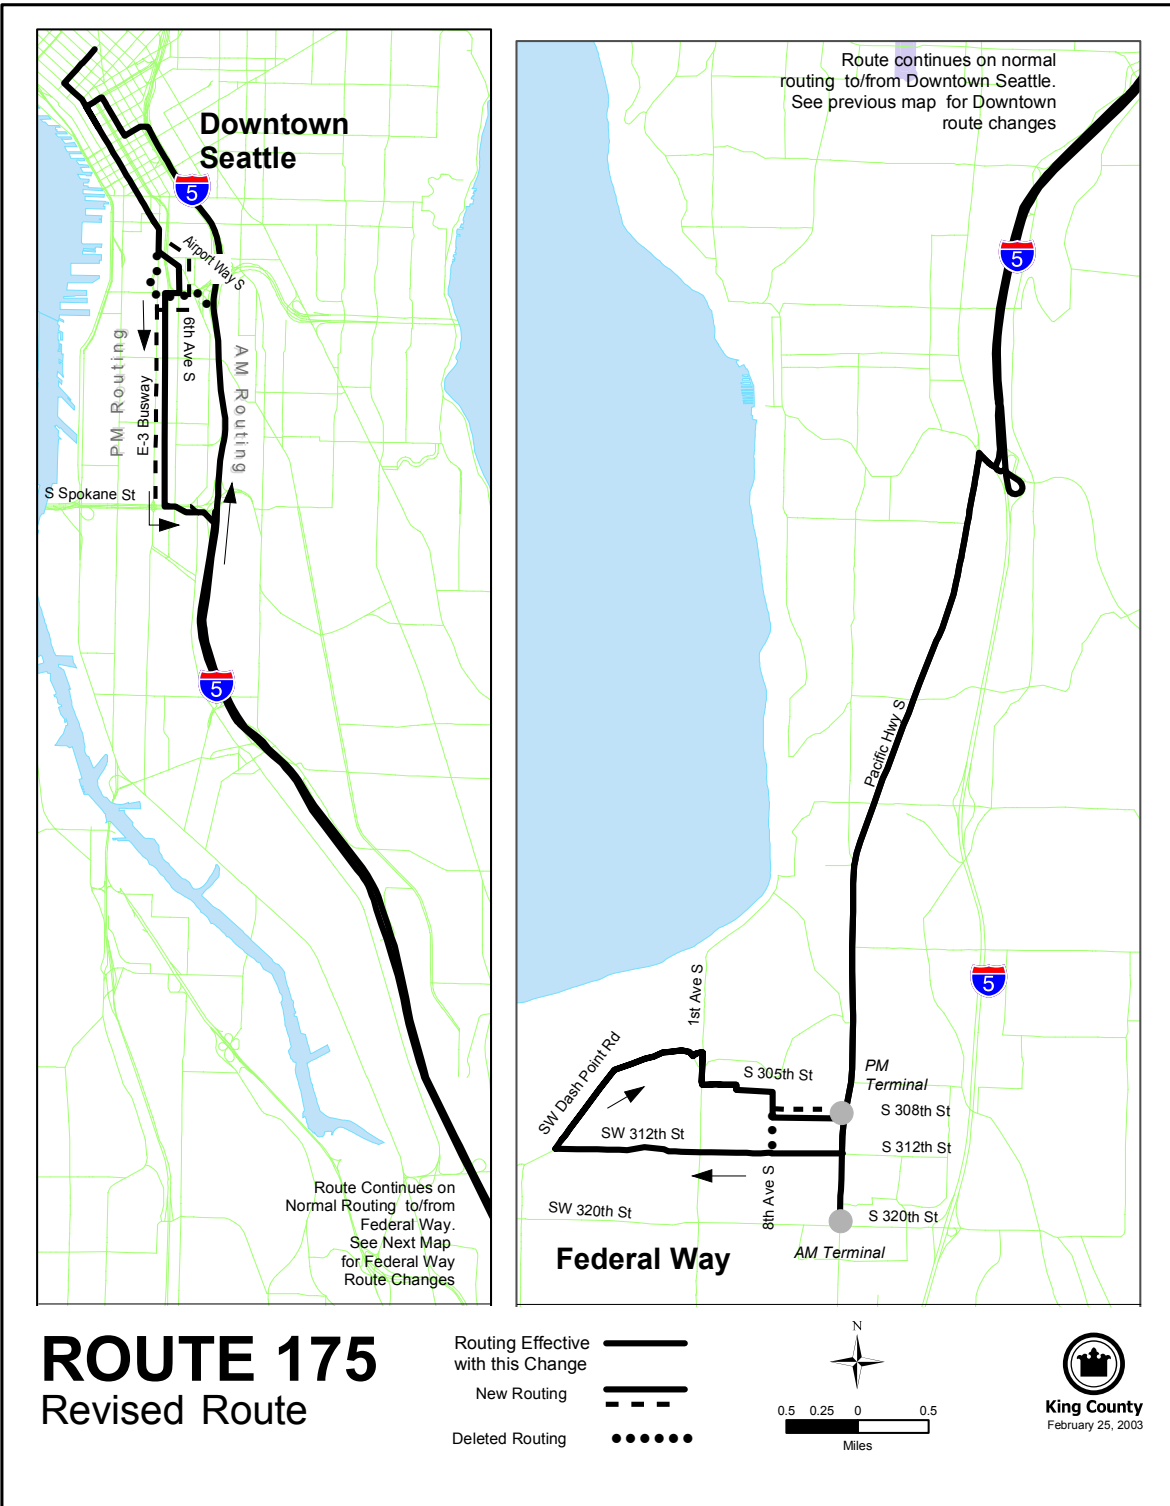 Downtown
Seattle
5
Airport Way S
6th Ave S
PM Routing
E-3 Busway
AM Routing
S Spokane St
5
Route Continues on
Normal Routing to/from
Federal Way.
See Next Map
for Federal Way
Route Changes
Route continues on normal
routing to/from Downtown Seattle.
See previous map for Downtown
route changes
5
Pacific Hwy S
5
1st Ave S
SW Dash Point Rd
S 305th St
PM
Terminal
S 308th St
SW 312th St
S 312th St
8th Ave S
SW 320th St
S 320th St
AM Terminal
Federal Way
ROUTE 175
Revised Route
Routing Effective
with this Change
New Routing
Deleted Routing
N
0.5 0.25 0 0.5
Miles
King County
February 25, 2003